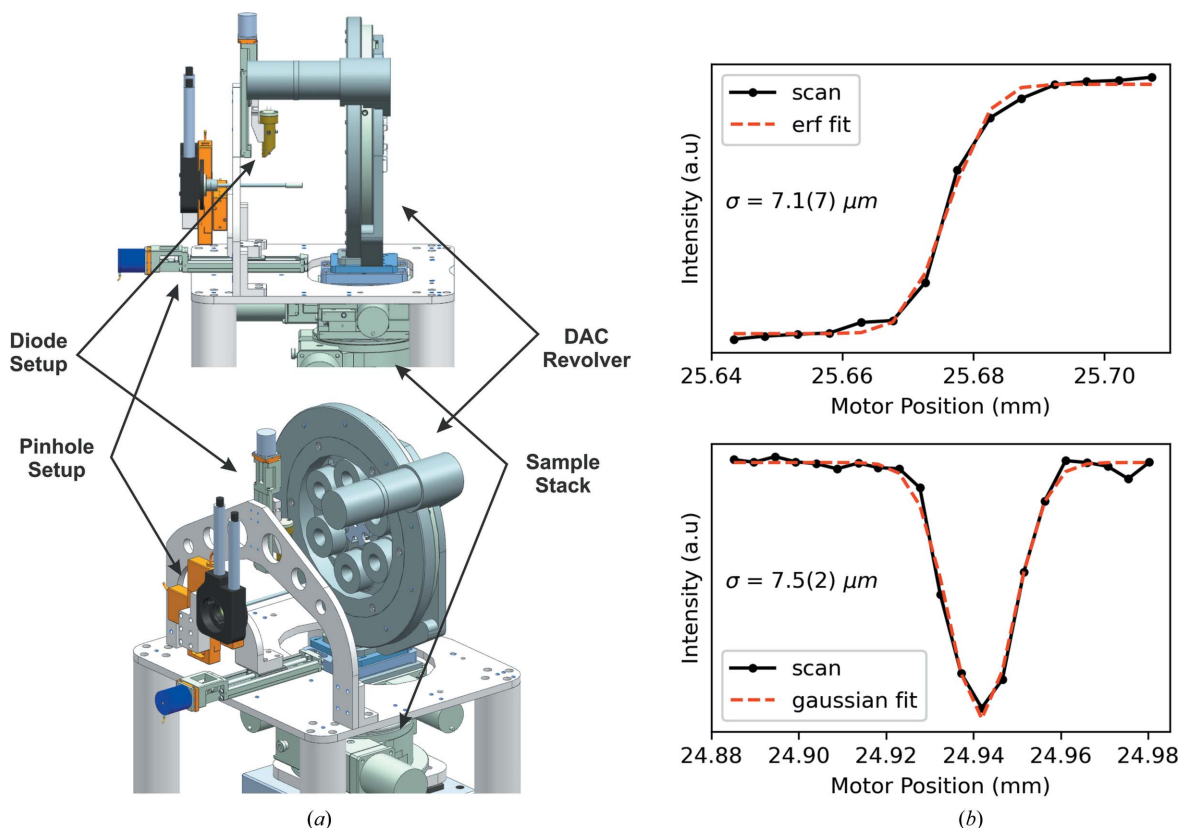 Diode
Setup
DAC
Revolver
Pinhole
Setup
Sample
Stack
(a)
scan
erf fit
σ = 7.1(7) μm
Intensity (a.u)
25.64
25.66
25.68
25.70
Motor Position (mm)
σ = 7.5(2) μm
Intensity (a.u)
scan
gaussian fit
24.88
24.90
24.92
24.94
24.96
24.98
Motor Position (mm)
(b)